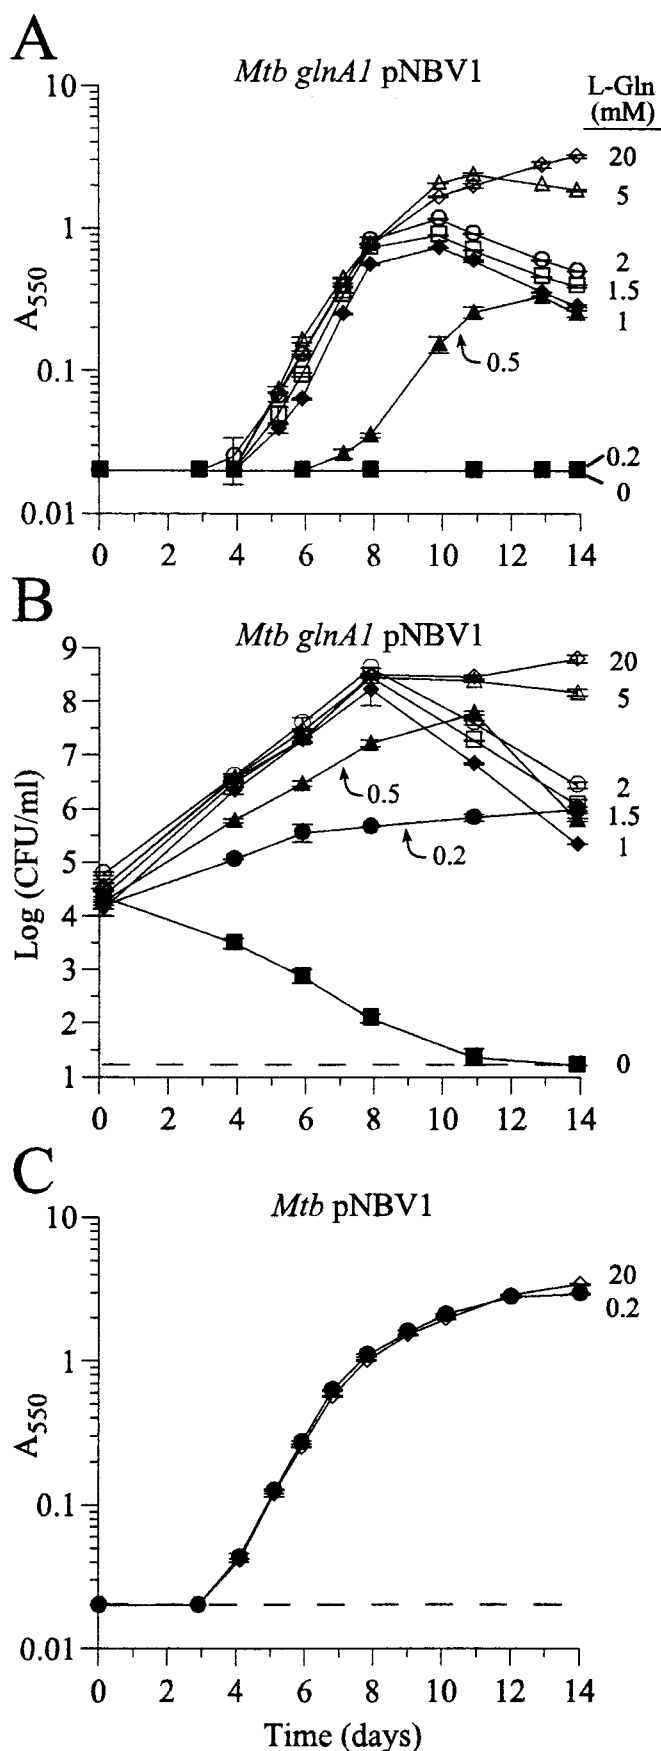 A
Mtb glnA1 pNBV1
L-Gln
(mM)
10
1
0.1
0.01
A550
20
5
2
1.5
1
0.5
0.2
0
0 2 4 6 8 10 12 14
B
Mtb glnA1 pNBV1
9
8
7
6
5
4
3
2
1
Log (CFU/ml)
20
5
2
1.5
1
0.5
0.2
0
0 2 4 6 8 10 12 14
C
Mtb pNBV1
10
1
0.1
0.01
A550
20
0.2
0 2 4 6 8 10 12 14
Time (days)